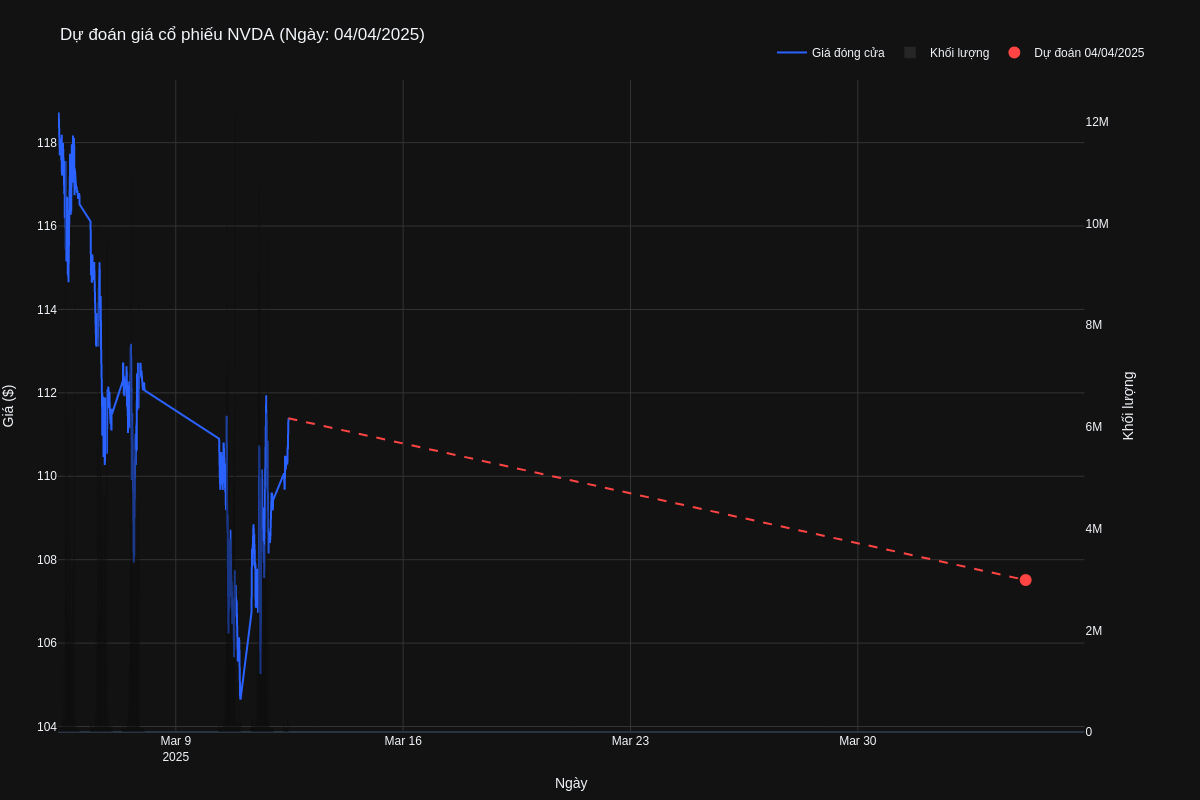 Dự đoán giá cổ phiếu NVDA (Ngày: 04/04/2025)
Giá đóng cửa
Khối lượng
Dự đoán 04/04/2025
118
116
114
112
110
108
106
104
Giá ($)
12M
10M
8M
6M
4M
2M
0
Khối lượng
Mar 9
2025
Mar 16
Mar 23
Mar 30
Ngày